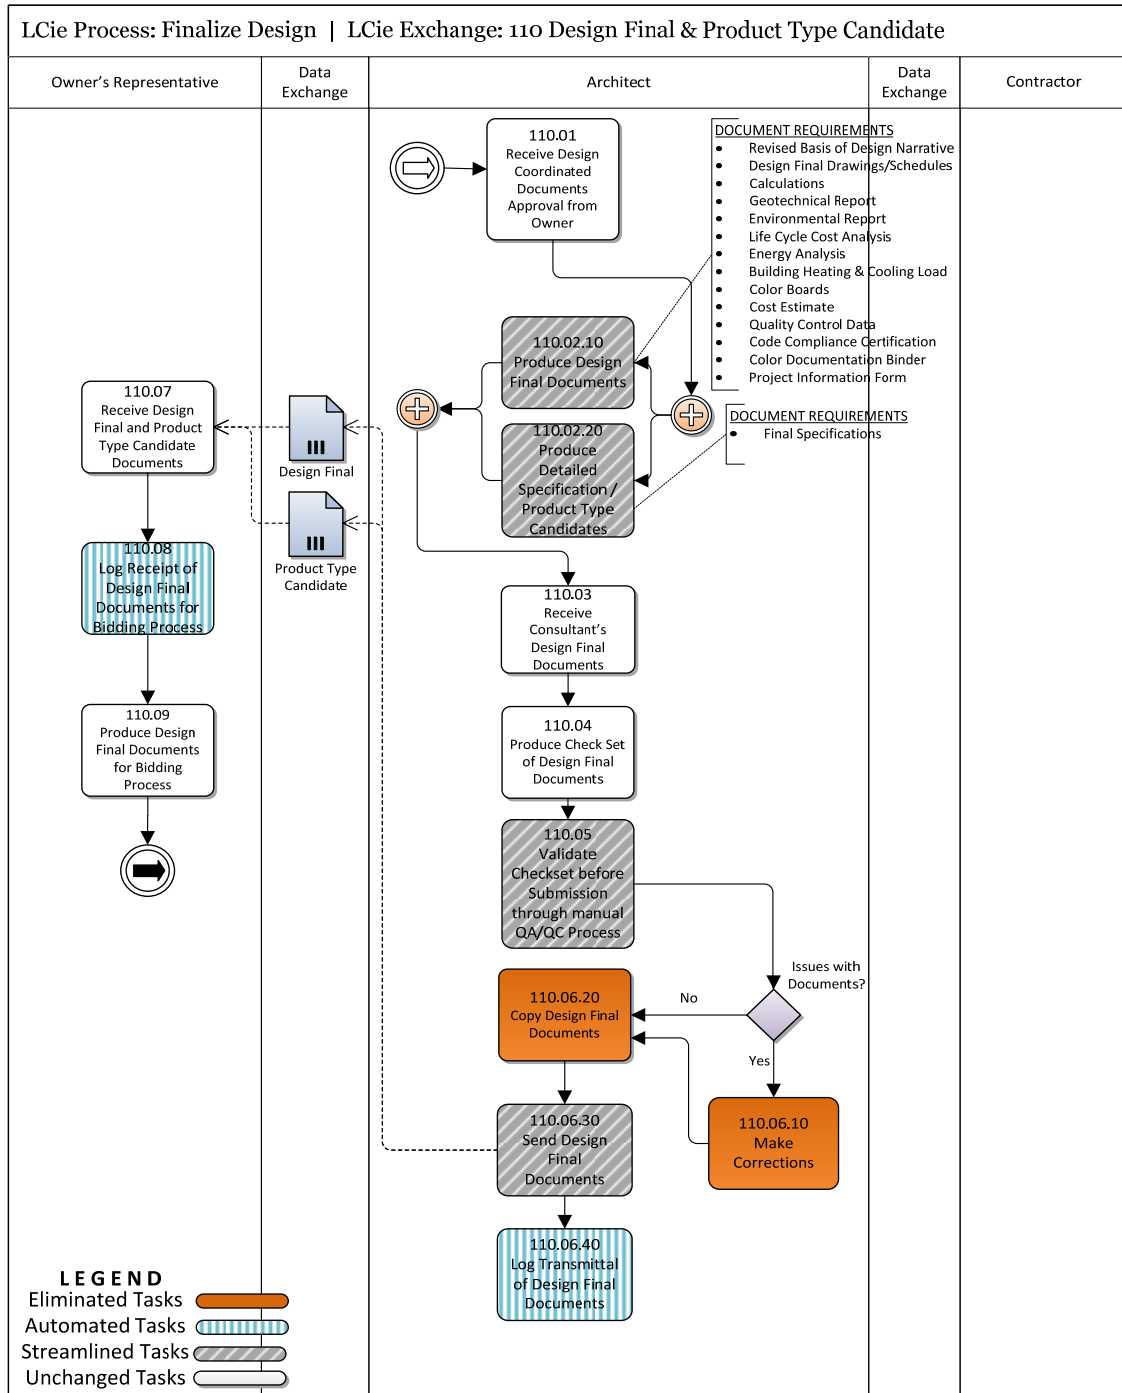 LCie Process: Finalize Design | LCie Exchange: 110 Design Final & Product Type Candidate
Owner's Representative
Data
Exchange
Architect
Data
Exchange
Contractor
110.01
Receive Design
Coordinated
Documents
Approval from
Owner
DOCUMENT REQUIREMENTS
• Revised Basis of Design Narrative
• Design Final Drawings/Schedules
• Calculations
• Geotechnical Report
• Environmental Report
• Life Cycle Cost Analysis
• Energy Analysis
• Building Heating & Cooling Load
• Color Boards
• Cost Estimate
• Quality Control Data
• Code Compliance Certification
• Color Documentation Binder
• Project Information Form
110.02.10
Produce Design
Final Documents
110.02.20
Produce
Detailed
Specification /
Product Type
Candidates
DOCUMENT REQUIREMENTS
• Final Specifications
110.07
Receive Design
Final and Product
Type Candidate
Documents
Design Final
Product Type
Candidate
110.08
Log Receipt of
Design Final
Documents for
Bidding Process
110.09
Produce Design
Final Documents
for Bidding
Process
110.03
Receive
Consultant's
Design Final
Documents
110.04
Produce Check Set
of Design Final
Documents
110.05
Validate
Checkset before
Submission
through manual
QA/QC Process
Issues with
Documents?
No
Yes
110.06.20
Copy Design Final
Documents
110.06.10
Make
Corrections
110.06.30
Send Design
Final
Documents
110.06.40
Log Transmittal
of Design Final
Documents
LEGEND
Eliminated Tasks
Automated Tasks
Streamlined Tasks
Unchanged Tasks